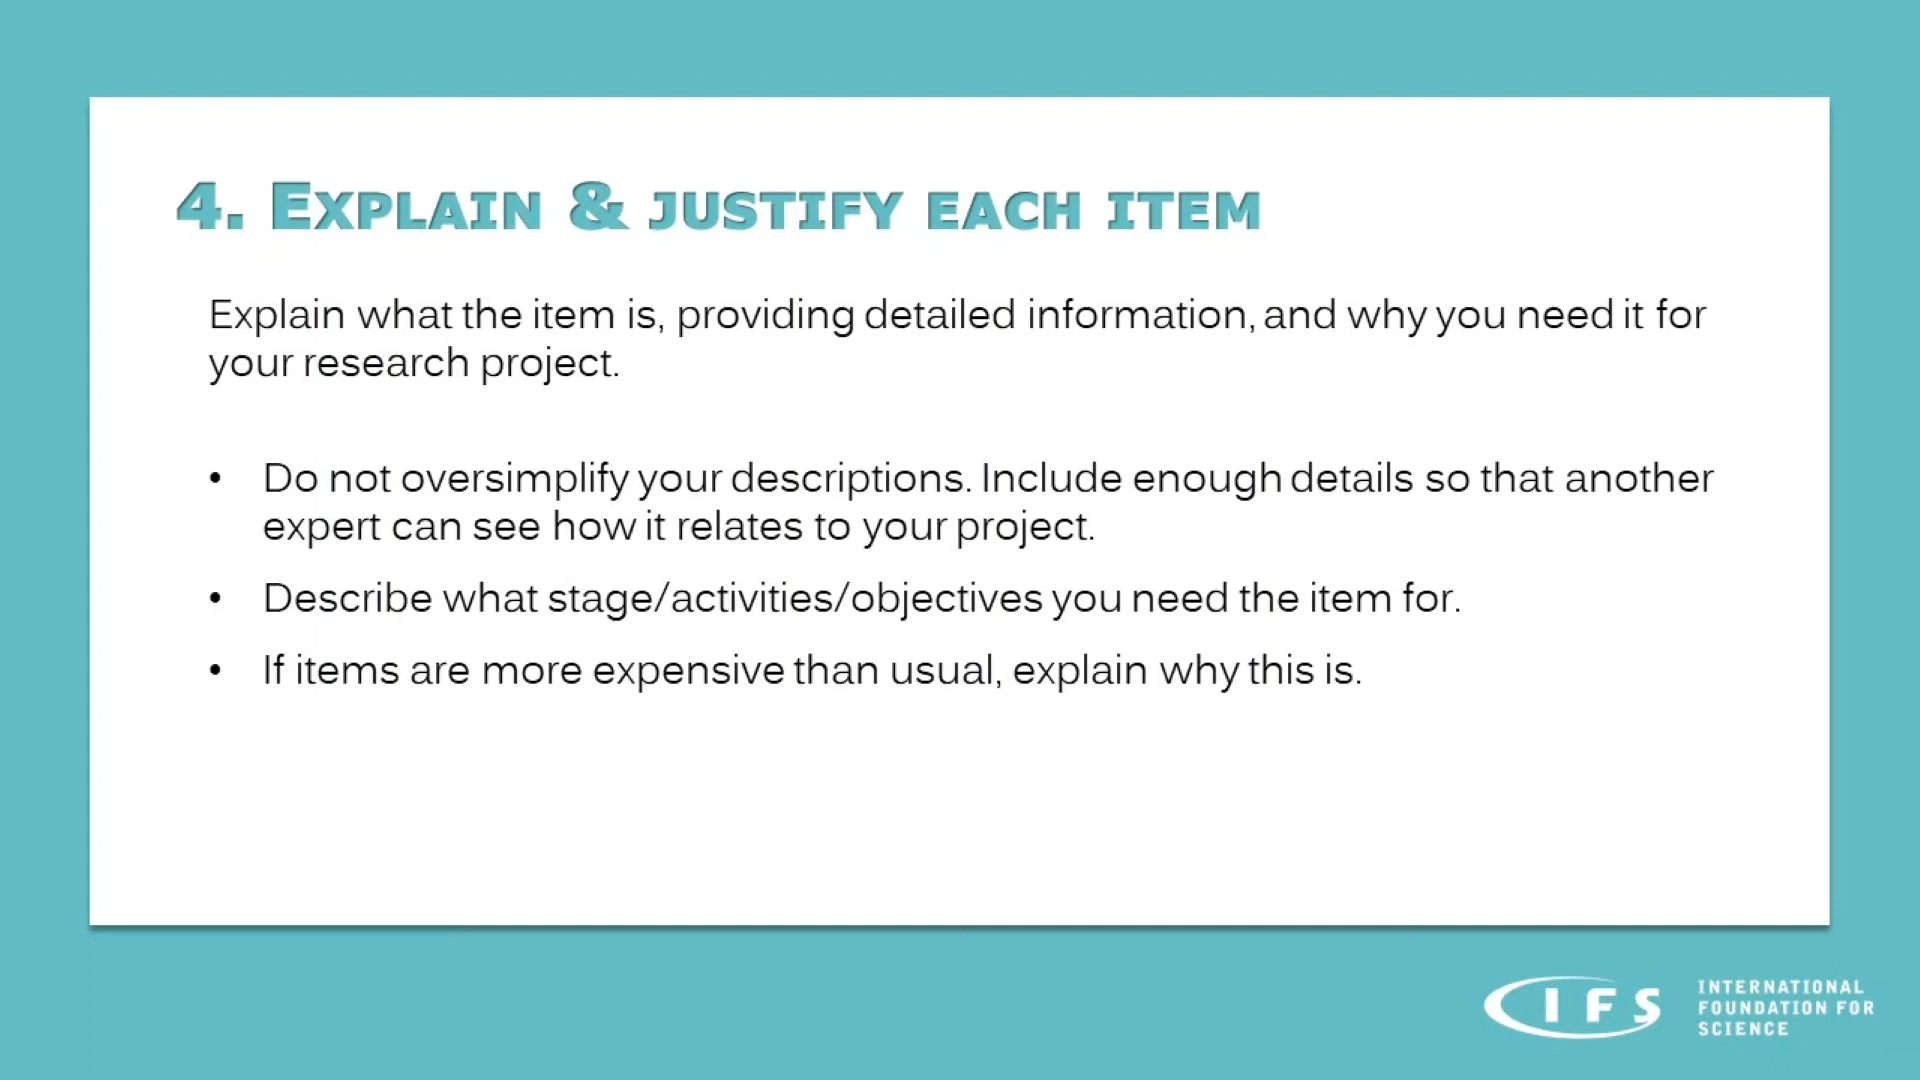 4. Explain & justify each item
Explain what the item is, providing detailed information, and why you need it for
your research project.
• Do not oversimplify your descriptions. Include enough details so that another
expert can see how it relates to your project.
• Describe what stage/activities/objectives you need the item for.
• If items are more expensive than usual, explain why this is.
IFS
INTERNATIONAL
FOUNDATION FOR
SCIENCE